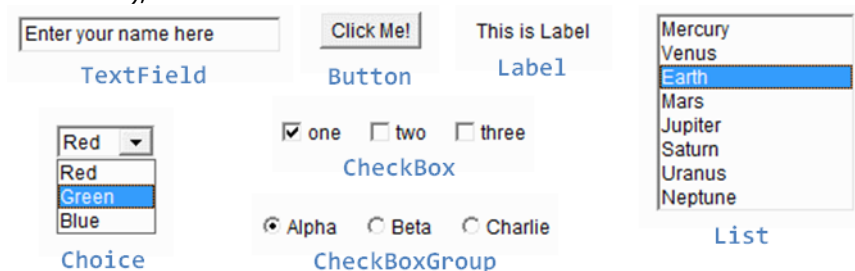 Enter your name here
TextField
Click Me!
Button
This is Label
Label
Mercury
Venus
Earth
Mars
Jupiter
Saturn
Uranus
Neptune
List
Red
Red
Green
Blue
Choice
one two three
CheckBox
Alpha Beta Charlie
CheckBoxGroup